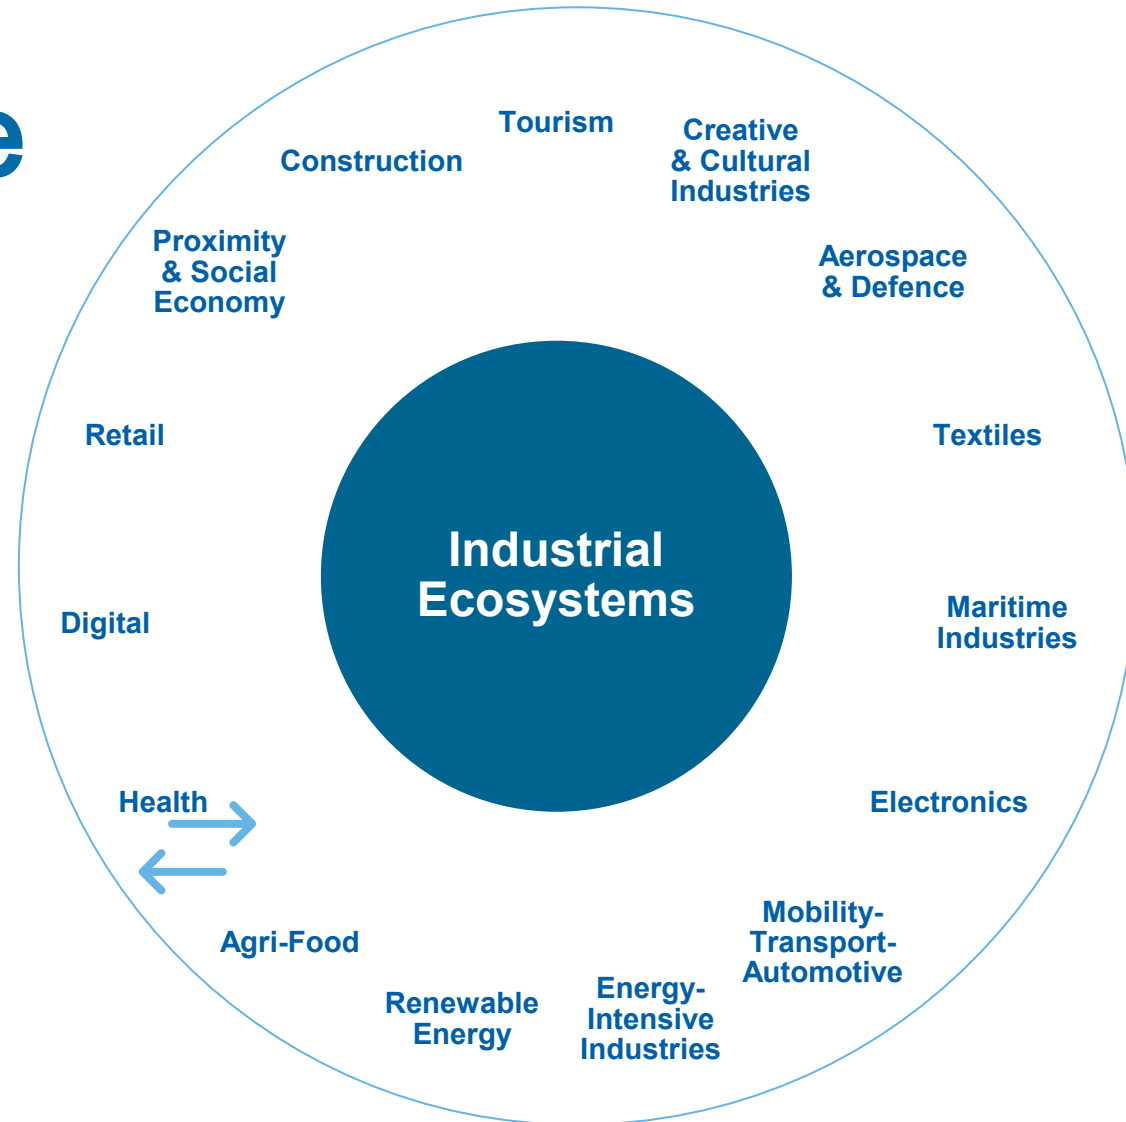 e
Tourism
Creative
& Cultural
Industries
Construction
Proximity
& Social
Economy
Aerospace
& Defence
Retail
Textiles
Industrial
Ecosystems
Digital
Maritime
Industries
Health
Electronics
Agri-Food
Mobility-
Transport-
Automotive
Renewable
Energy
Energy-
Intensive
Industries